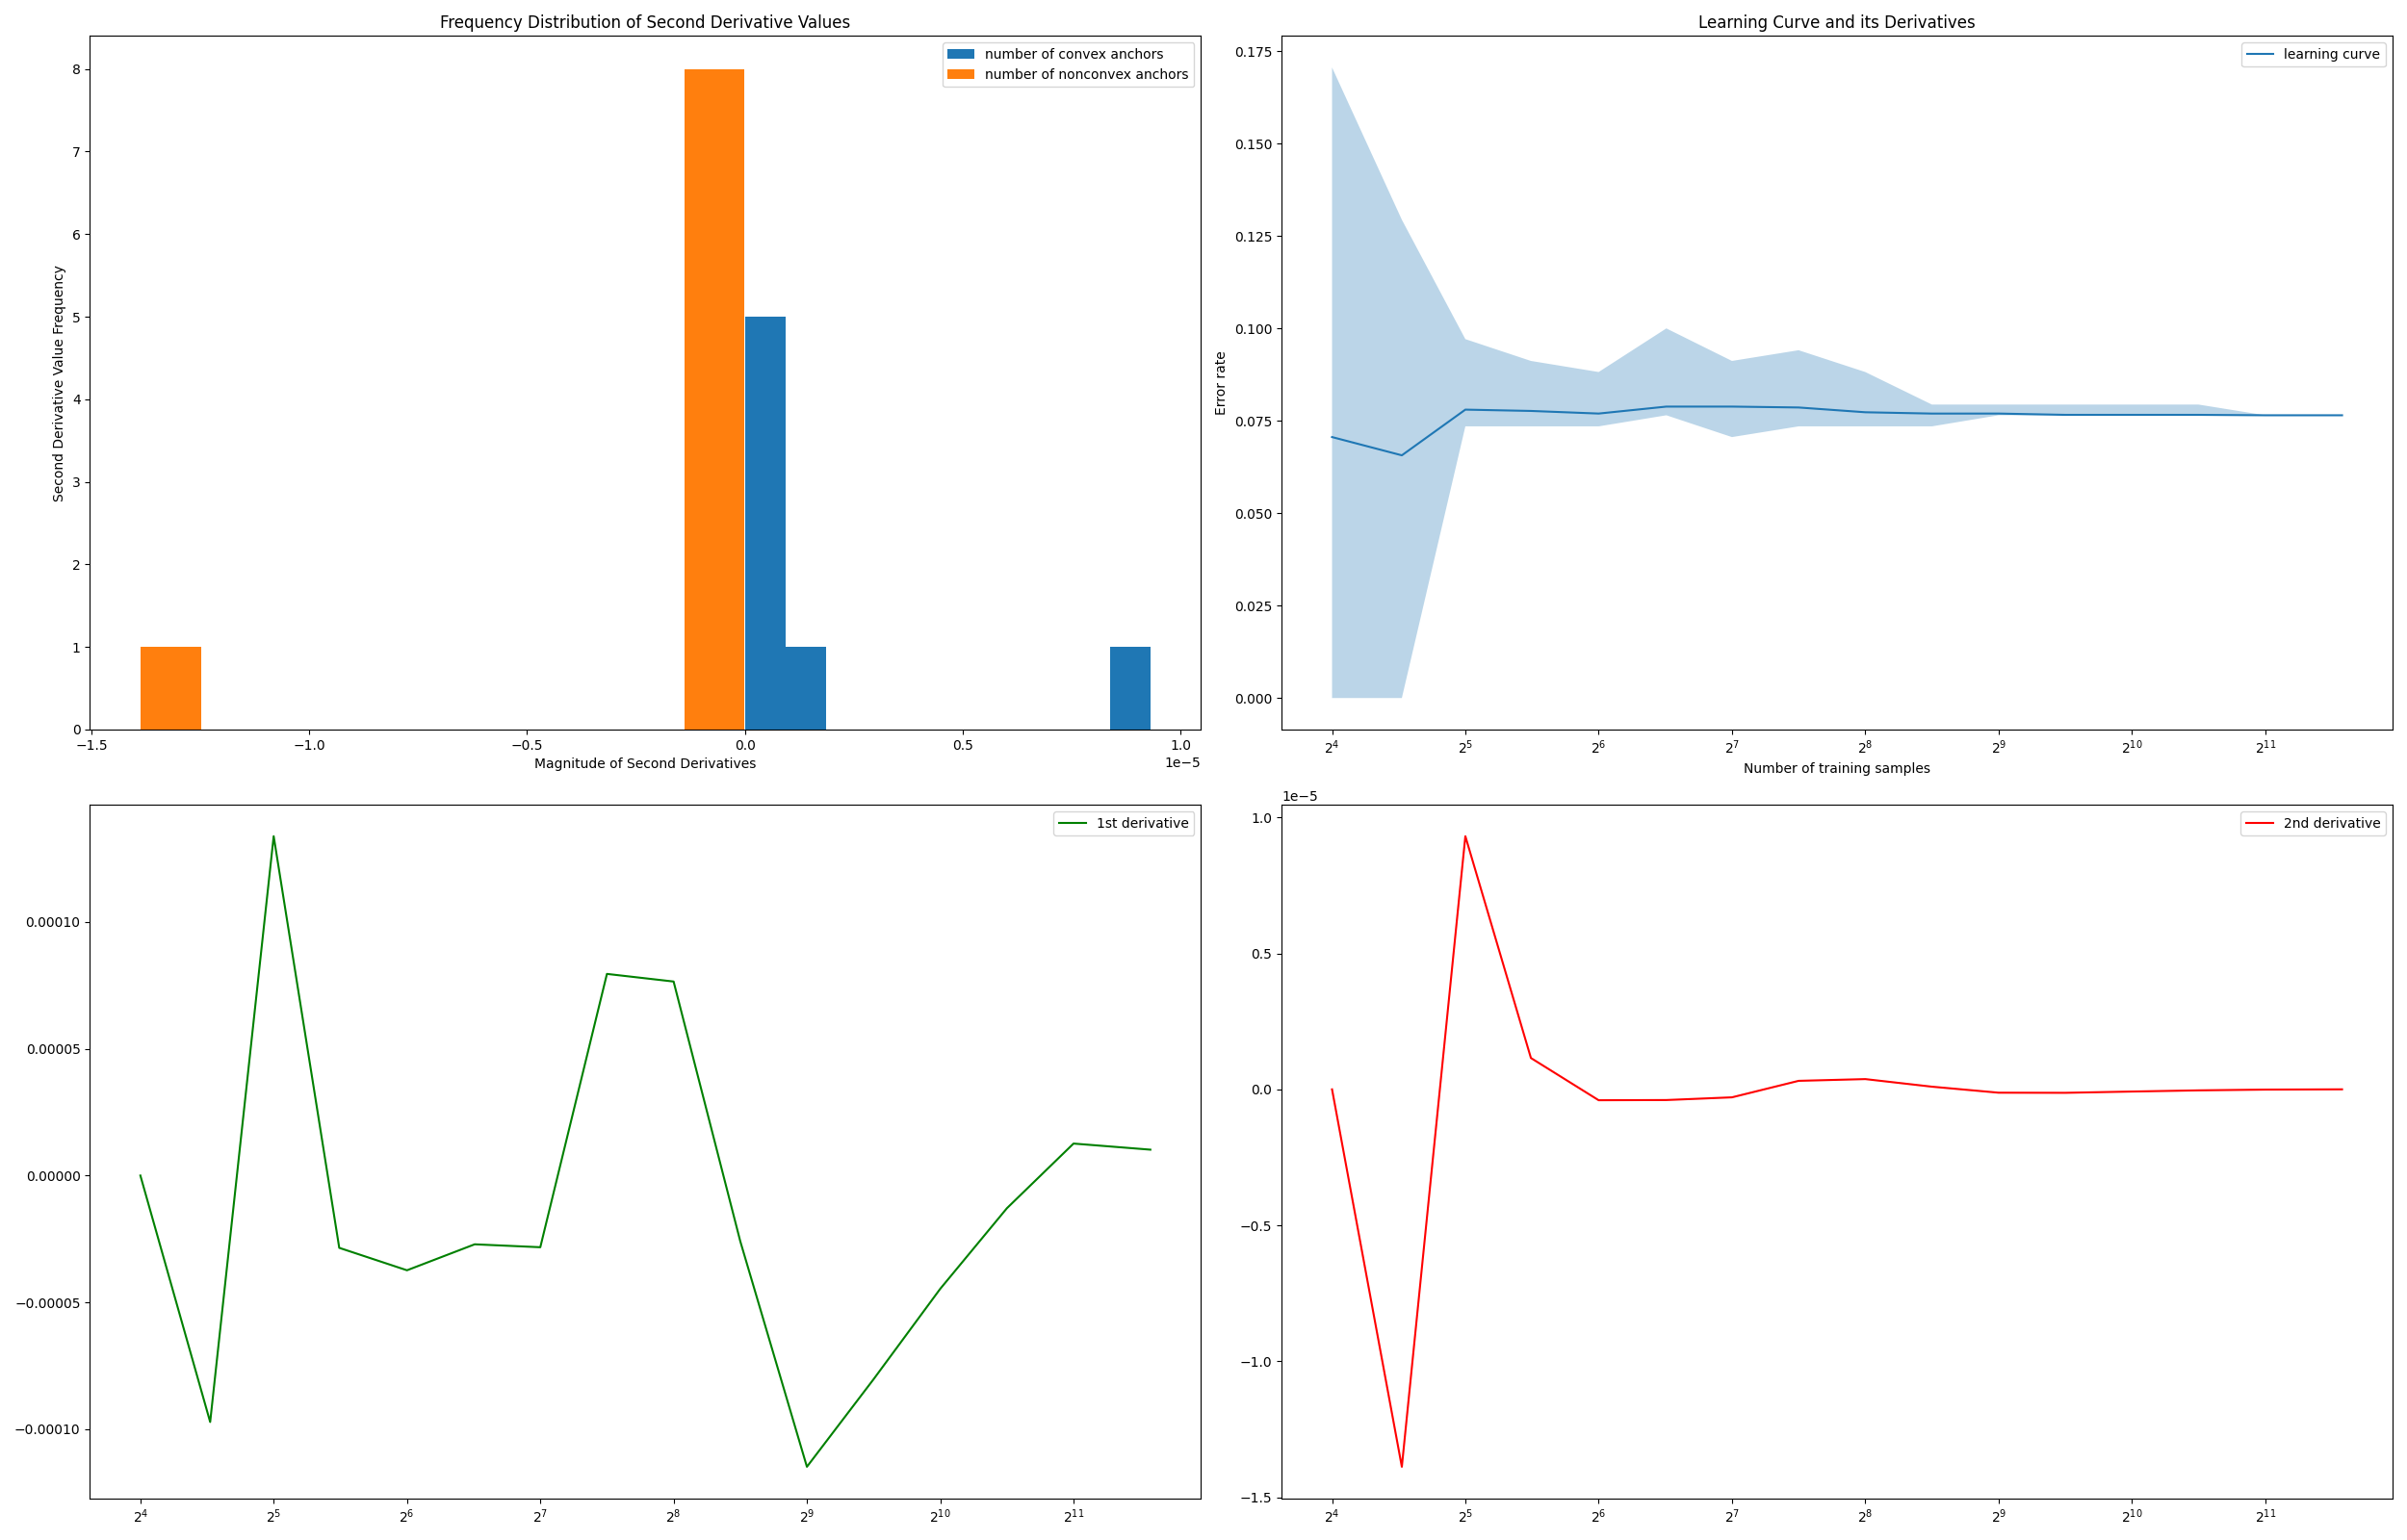 Frequency Distribution of Second Derivative Values
number of convex anchors
number of nonconvex anchors
8
7
6
5
4
3
2
1
0
Second Derivative Value Frequency
−1.5 −1.0 −0.5 0.0 0.5 1.0
1e−5
Magnitude of Second Derivatives
Learning Curve and its Derivatives
learning curve
0.175
0.150
0.125
0.100
0.075
0.050
0.025
0.000
Error rate
2^4 2^5 2^6 2^7 2^8 2^9 2^10 2^11
Number of training samples
1st derivative
0.00010
0.00005
0.00000
−0.00005
−0.00010
2^4 2^5 2^6 2^7 2^8 2^9 2^10 2^11
1e−5
2nd derivative
1.0
0.5
0.0
−0.5
−1.0
−1.5
2^4 2^5 2^6 2^7 2^8 2^9 2^10 2^11